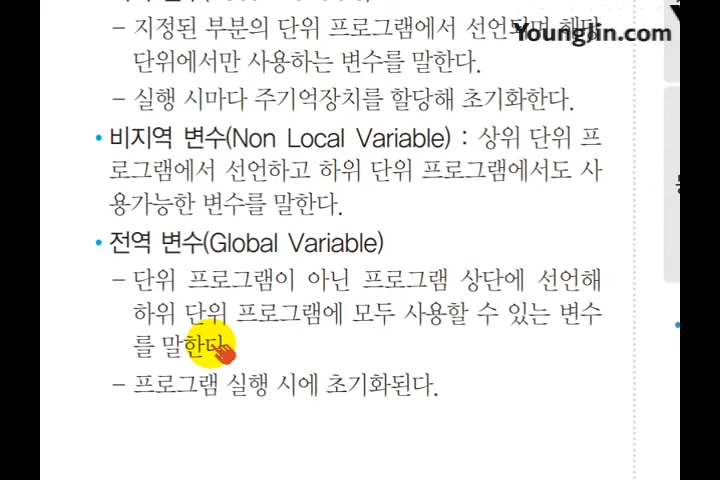 – 지정된 부분의 단위 프로그램에서 선언되며 해당
Younglin.com
단위에서만 사용하는 변수를 말한다.
– 실행 시마다 주기억장치를 할당해 초기화한다.
• 비지역 변수(Non Local Variable) : 상위 단위 프
로그램에서 선언하고 하위 단위 프로그램에서도 사
용가능한 변수를 말한다.
• 전역 변수(Global Variable)
– 단위 프로그램이 아닌 프로그램 상단에 선언해
하위 단위 프로그램에 모두 사용할 수 있는 변수
를 말한다.
– 프로그램 실행 시에 초기화된다.